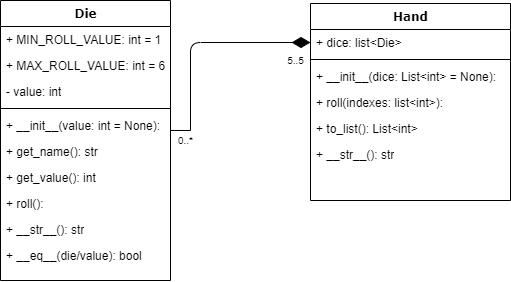 Die
+ MIN_ROLL_VALUE: int = 1
+ MAX_ROLL_VALUE: int = 6
- value: int
+ __init__(value: int = None):
+ get_name(): str
+ get_value(): int
+ roll():
+ __str__(): str
+ __eq__(die/value): bool
0..*
5..5
Hand
+ dice: list<Die>
+ __init__(dice: List<int> = None):
+ roll(indexes: list<int>):
+ to_list(): List<int>
+ __str__(): str